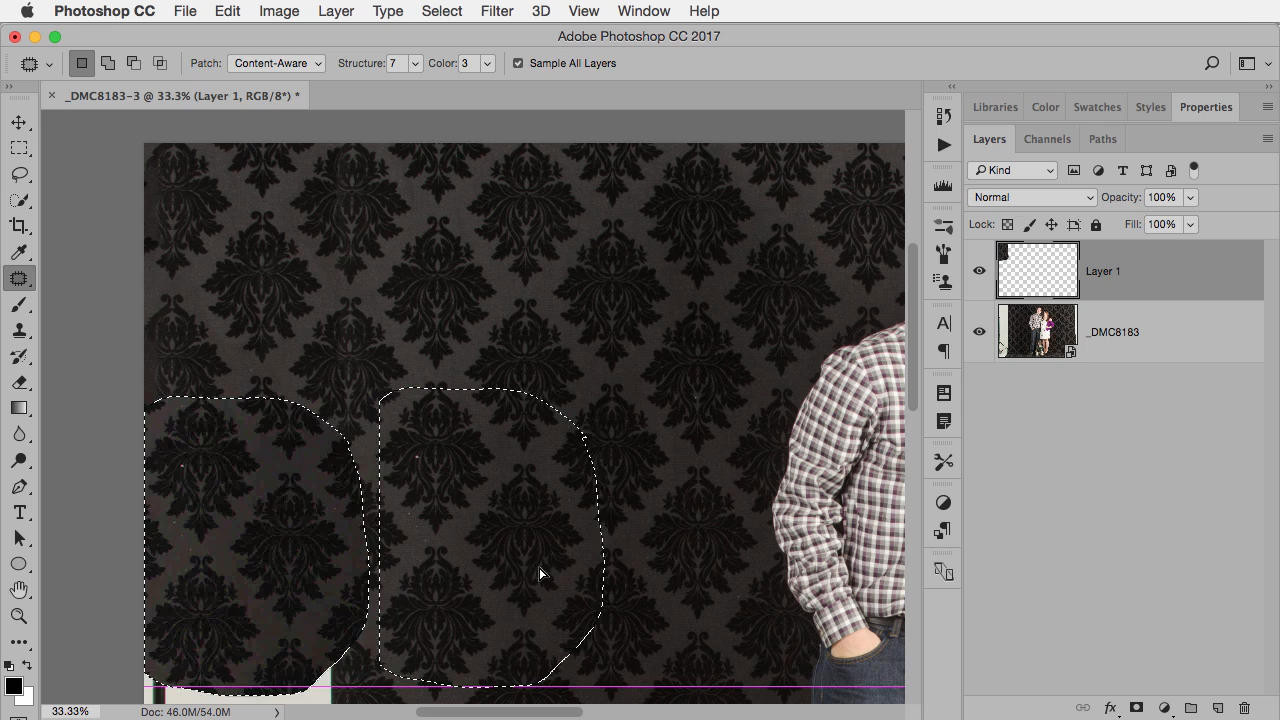 Photoshop CC File Edit Image Layer Type Select Filter 3D View Window Help
Adobe Photoshop CC 2017
Patch: Content-Aware Structure: 7 Color: 3 Sample All Layers
_DMC8183-3 @ 33.3% (Layer 1, RGB/8*) *
Libraries Color Swatches Styles Properties
Layers Channels Paths
Kind
Normal Opacity: 100%
Lock: Fill: 100%
Layer 1
_DMC8183
33.33% Doc: 46.0M/54.0M